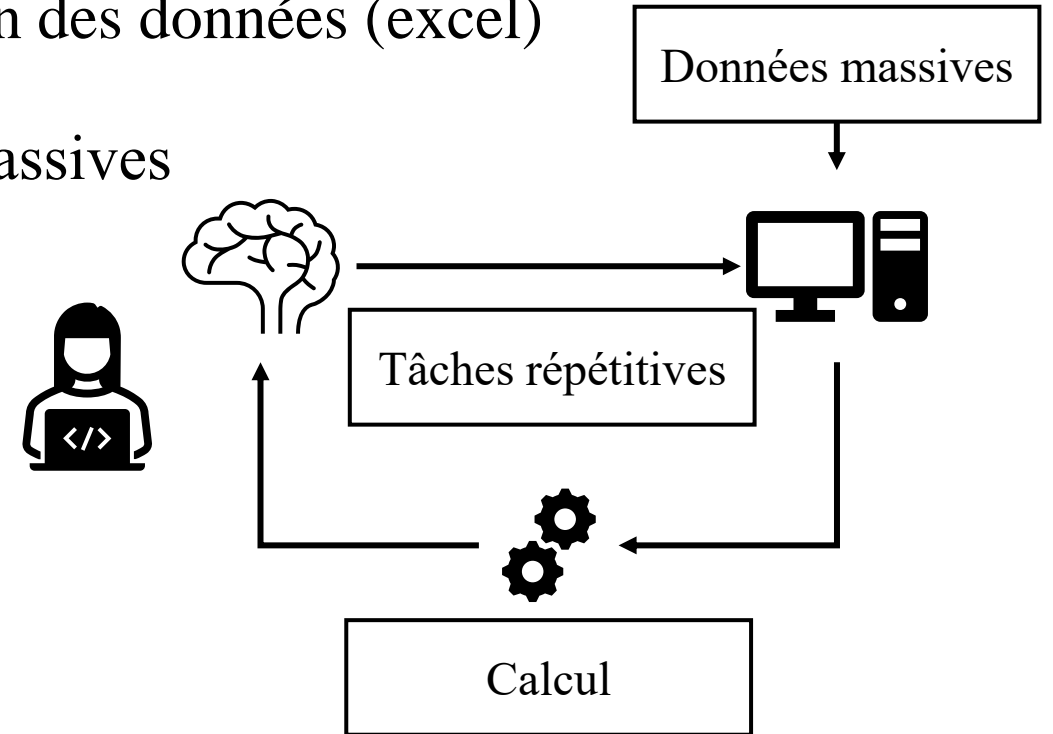 n des données (excel)
Données massives
assives
Tâches répétitives
</>
Calcul